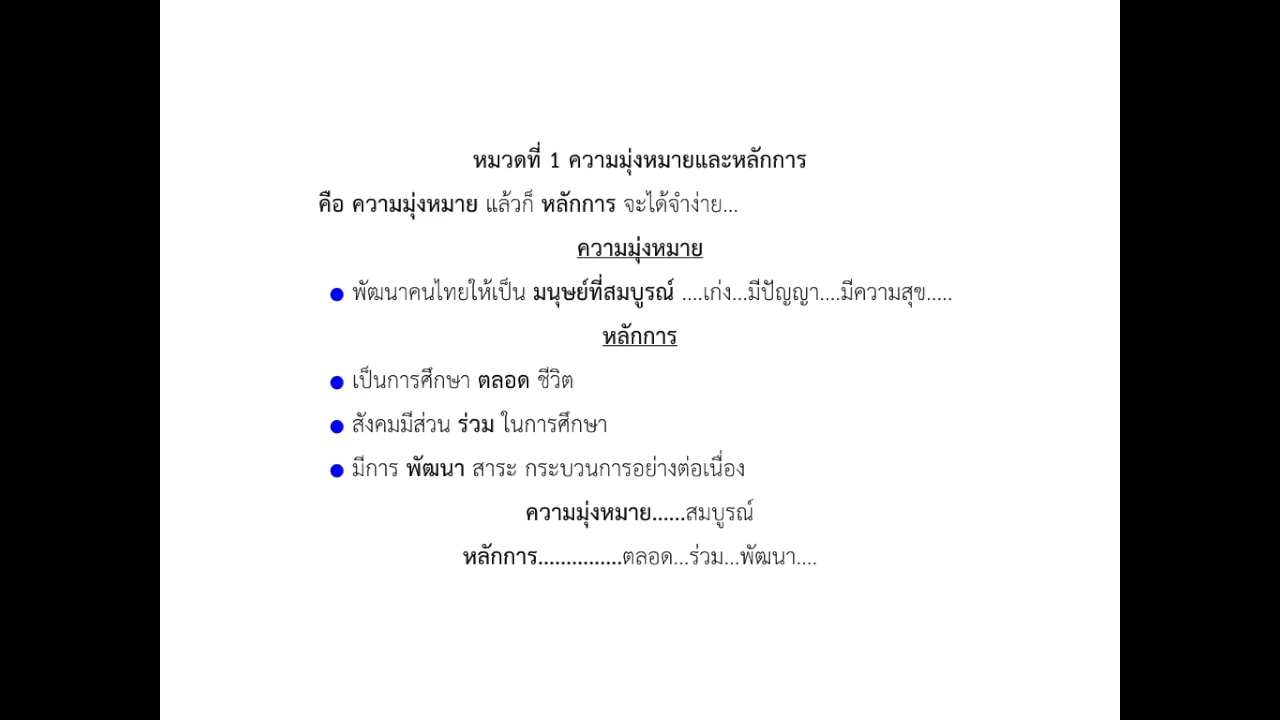 หมวดที่ 1 ความมุ่งหมายและหลักการ
คือ ความมุ่งหมาย แล้วก็ หลักการ จะได้จำง่าย...
ความมุ่งหมาย
● พัฒนาคนไทยให้เป็น มนุษย์ที่สมบูรณ์ ....เก่ง...มีปัญญา....มีความสุข.....
หลักการ
● เป็นการศึกษา ตลอด ชีวิต
● สังคมมีส่วน ร่วม ในการศึกษา
● มีการ พัฒนา สาระ กระบวนการอย่างต่อเนื่อง
ความมุ่งหมาย......สมบูรณ์
หลักการ...............ตลอด...ร่วม...พัฒนา....